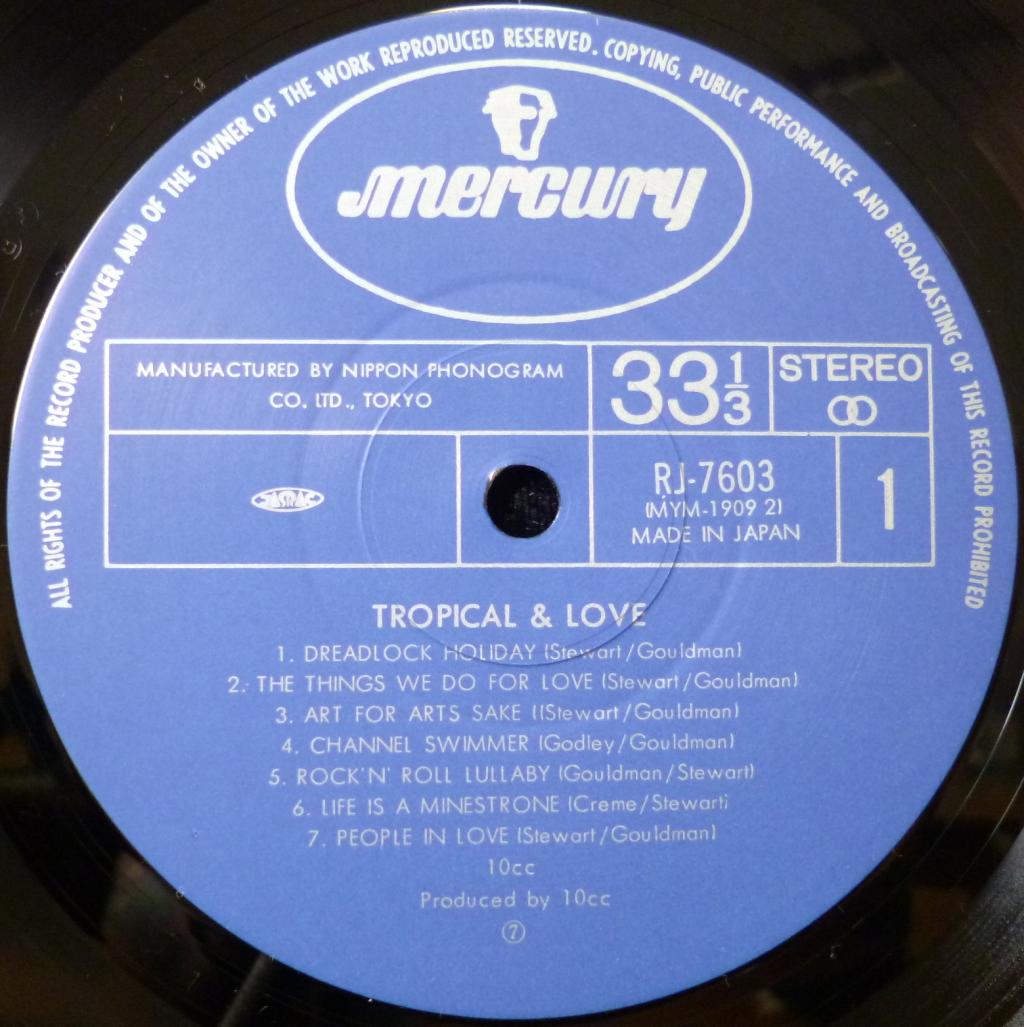 ALL RIGHTS OF THE RECORD PRODUCER AND OF THE OWNER OF THE WORK REPRODUCED RESERVED. COPYING, PUBLIC PERFORMANCE AND BROADCASTING OF THIS RECORD PROHIBITED
mercury
MANUFACTURED BY NIPPON PHONOGRAM
CO. LTD., TOKYO
33 1/3
STEREO
JASRAC
RJ-7603
(MYM-1909 2)
MADE IN JAPAN
1
TROPICAL & LOVE
1. DREADLOCK HOLIDAY (Stewart/Gouldman)
2. THE THINGS WE DO FOR LOVE (Stewart/Gouldman)
3. ART FOR ARTS SAKE ((Stewart/Gouldman)
4. CHANNEL SWIMMER (Godley/Gouldman)
5. ROCK'N' ROLL LULLABY (Gouldman/Stewart)
6. LIFE IS A MINESTRONE (Creme/Stewart)
7. PEOPLE IN LOVE (Stewart/Gouldman)
10cc
Produced by 10cc
⑦